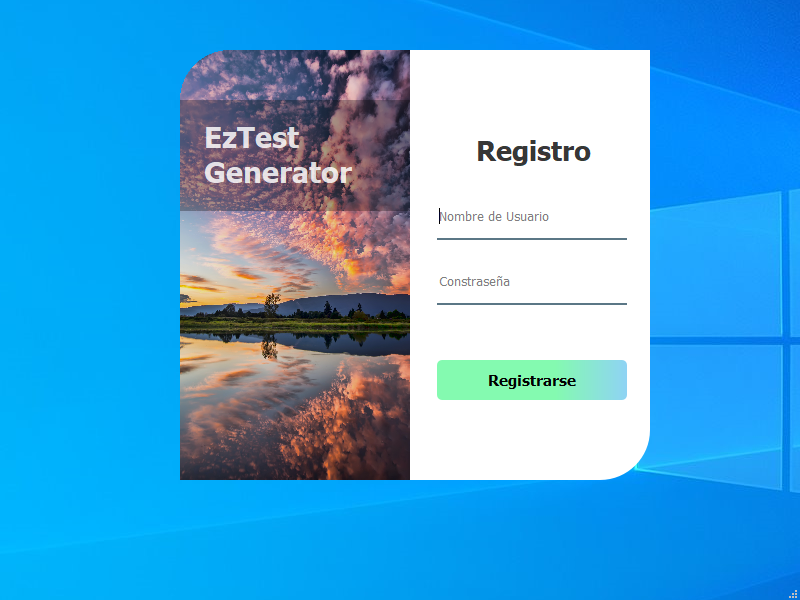 EzTest
Generator
Registro
Nombre de Usuario
Constraseña
Registrarse